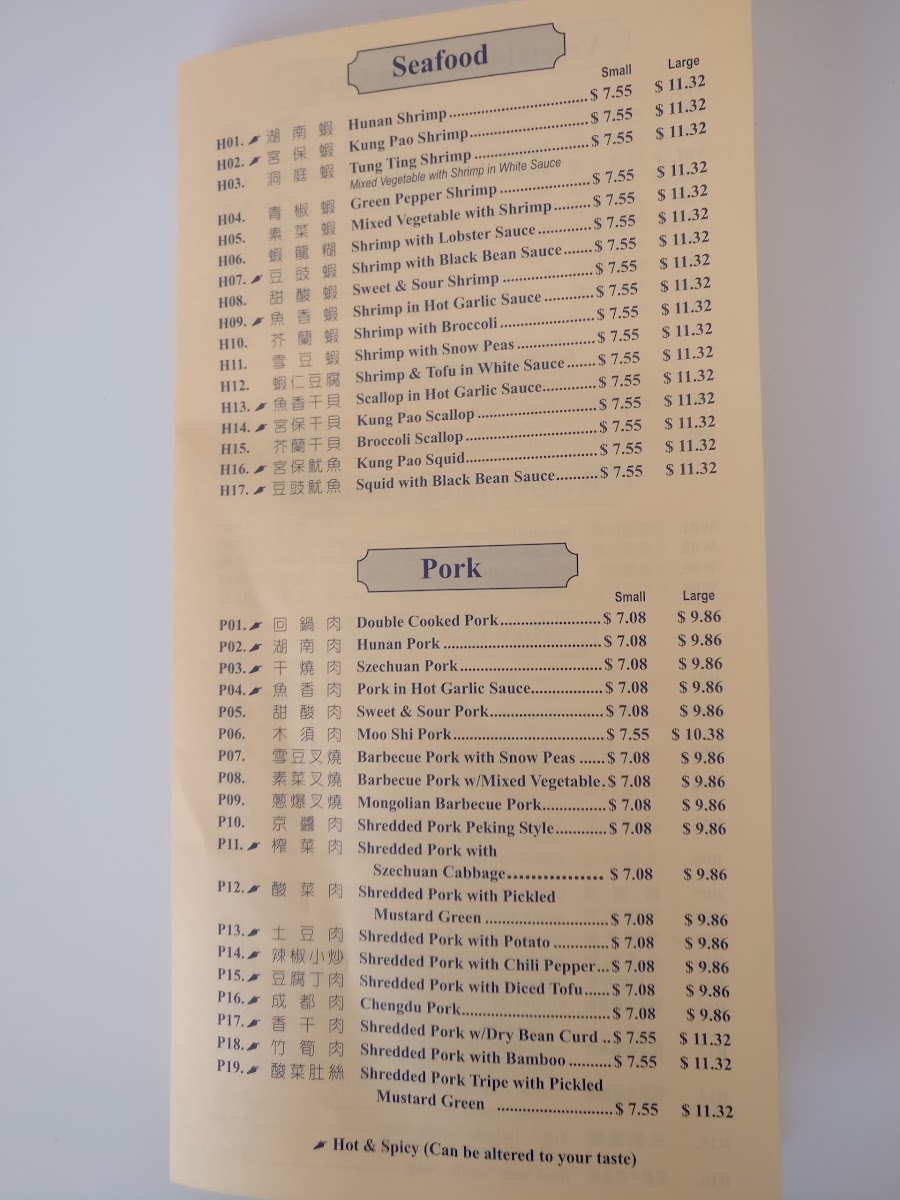 Seafood
Small Large
H01. 湖南蝦 Hunan Shrimp $ 7.55 $ 11.32
H02. 宮保蝦 Kung Pao Shrimp $ 7.55 $ 11.32
H03. 洞庭蝦 Tung Ting Shrimp $ 7.55 $ 11.32
Mixed Vegetable with Shrimp in White Sauce
H04. 青椒蝦 Green Pepper Shrimp $ 7.55 $ 11.32
H05. 素菜蝦 Mixed Vegetable with Shrimp $ 7.55 $ 11.32
H06. 蝦龍糊 Shrimp with Lobster Sauce $ 7.55 $ 11.32
H07. 豆豉蝦 Shrimp with Black Bean Sauce $ 7.55 $ 11.32
H08. 甜酸蝦 Sweet & Sour Shrimp $ 7.55 $ 11.32
H09. 魚香蝦 Shrimp in Hot Garlic Sauce $ 7.55 $ 11.32
H10. 芥蘭蝦 Shrimp with Broccoli $ 7.55 $ 11.32
H11. 雪豆蝦 Shrimp with Snow Peas $ 7.55 $ 11.32
H12. 蝦仁豆腐 Shrimp & Tofu in White Sauce $ 7.55 $ 11.32
H13. 魚香干貝 Scallop in Hot Garlic Sauce $ 7.55 $ 11.32
H14. 宮保干貝 Kung Pao Scallop $ 7.55 $ 11.32
H15. 芥蘭干貝 Broccoli Scallop $ 7.55 $ 11.32
H16. 宮保魷魚 Kung Pao Squid $ 7.55 $ 11.32
H17. 豆豉魷魚 Squid with Black Bean Sauce $ 7.55 $ 11.32
Pork
Small Large
P01. 回鍋肉 Double Cooked Pork $ 7.08 $ 9.86
P02. 湖南肉 Hunan Pork $ 7.08 $ 9.86
P03. 干燒肉 Szechuan Pork $ 7.08 $ 9.86
P04. 魚香肉 Pork in Hot Garlic Sauce $ 7.08 $ 9.86
P05. 甜酸肉 Sweet & Sour Pork $ 7.08 $ 9.86
P06. 木須肉 Moo Shi Pork $ 7.55 $ 10.38
P07. 雪豆叉燒 Barbecue Pork with Snow Peas $ 7.08 $ 9.86
P08. 素菜叉燒 Barbecue Pork w/Mixed Vegetable $ 7.08 $ 9.86
P09. 蔥爆叉燒 Mongolian Barbecue Pork $ 7.08 $ 9.86
P10. 京醬肉 Shredded Pork Peking Style $ 7.08 $ 9.86
P11. 榨菜肉 Shredded Pork with
Szechuan Cabbage $ 7.08 $ 9.86
P12. 酸菜肉 Shredded Pork with Pickled
Mustard Green $ 7.08 $ 9.86
P13. 土豆肉 Shredded Pork with Potato $ 7.08 $ 9.86
P14. 辣椒小炒 Shredded Pork with Chili Pepper $ 7.08 $ 9.86
P15. 豆腐丁肉 Shredded Pork with Diced Tofu $ 7.08 $ 9.86
P16. 成都肉 Chengdu Pork $ 7.08 $ 9.86
P17. 香干肉 Shredded Pork w/Dry Bean Curd $ 7.55 $ 11.32
P18. 竹筍肉 Shredded Pork with Bamboo $ 7.55 $ 11.32
P19. 酸菜肚絲 Shredded Pork Tripe with Pickled
Mustard Green $ 7.55 $ 11.32
Hot & Spicy (Can be altered to your taste)